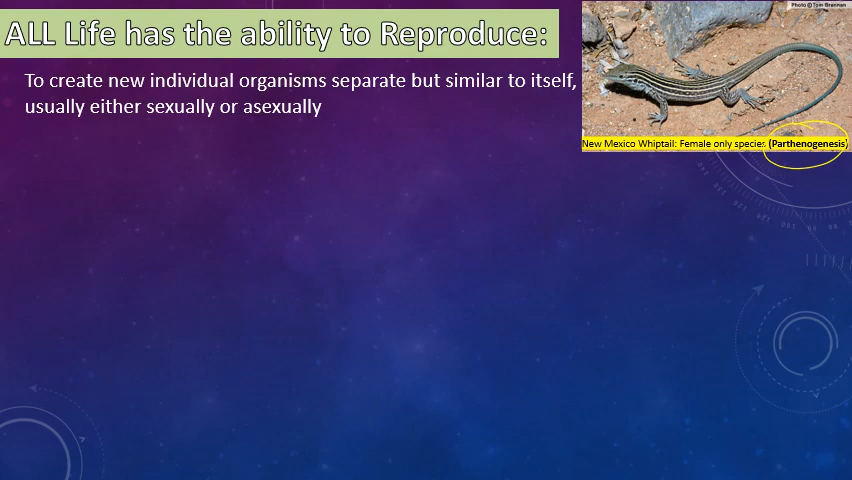 Photo © Tom Brennan
ALL Life has the ability to Reproduce:
To create new individual organisms separate but similar to itself,
usually either sexually or asexually
New Mexico Whiptail: Female only species (Parthenogenesis)